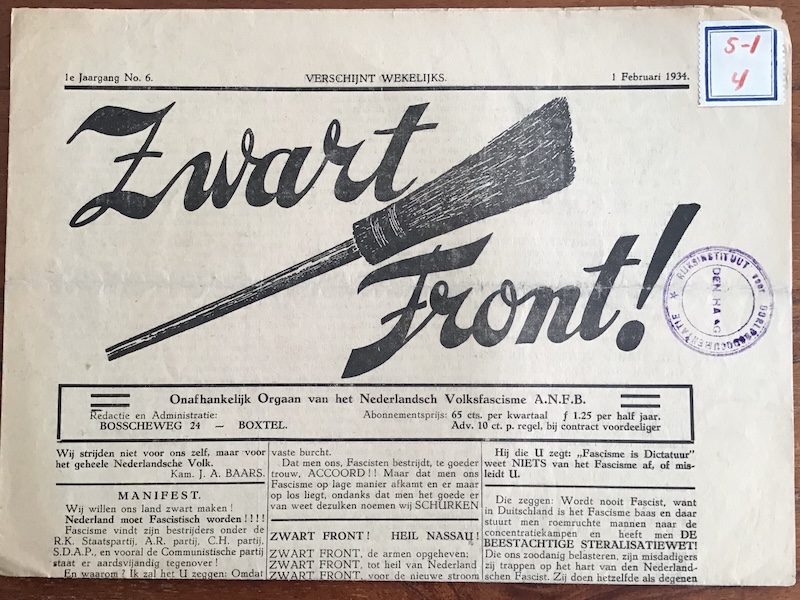 1e Jaargang No. 6.
VERSCHIJNT WEKELIJKS.
1 Februari 1934.
S-1
4
Zwart
Front!
RIJKSINSTITUUT voor OORLOGSDOCUMENTATIE
DEN HAAG
Onafhankelijk Orgaan van het Nederlandsch Volksfascisme A.N.F.B.
Redactie en Administratie:
BOSSCHEWEG 24 — BOXTEL.
Abonnementsprijs: 65 cts. per kwartaal ƒ 1.25 per half jaar.
Adv. 10 ct. p. regel, bij contract voordeeliger
Wij strijden niet voor ons zelf, maar voor
het geheele Nederlandsche Volk.
Kam. J. A. BAARS.
MANIFEST.
Wij willen ons land zwart maken!
Nederland moet Fascistisch worden!!!!
Fascisme vindt zijn bestrijders onder de
R.K. Staatspartij, A.R. partij, C.H. partij,
S.D.A.P., en vooral de Communistische partij
staat er aardsvijandig tegenover!
En waarom? Ik zal het U zeggen: Omdat
vaste burcht.
Dat men ons, Fascisten bestrijdt, te goeder
trouw, ACCOORD!! Maar dat men ons
Fascisme op lage manier afkamt en er maar
op los liegt, ondanks dat men het goede er
van weet dezulken noemen wij SCHURKEN
ZWART FRONT! HEIL NASSAU!
ZWART FRONT, de armen opgeheven:
ZWART FRONT, tot heil van Nederland
ZWART FRONT, voor de nieuwe stroom
Hij die U zegt: „Fascisme is Dictatuur"
weet NIETS van het Fascisme af, of mis-
leidt U.
Die zeggen: Wordt nooit Fascist, want
in Duitschland is het Fascisme baas en daar
stuurt men roemruchte mannen naar de
concentratiekampen en heeft men DE
BEESTACHTIGE STERALISATIEWET!
Die ons zoodanig belasteren, zijn misdadigers
zij trappen op het hart van den Nederland-
schen Fascist. Zij doen hetzelfde als degenen